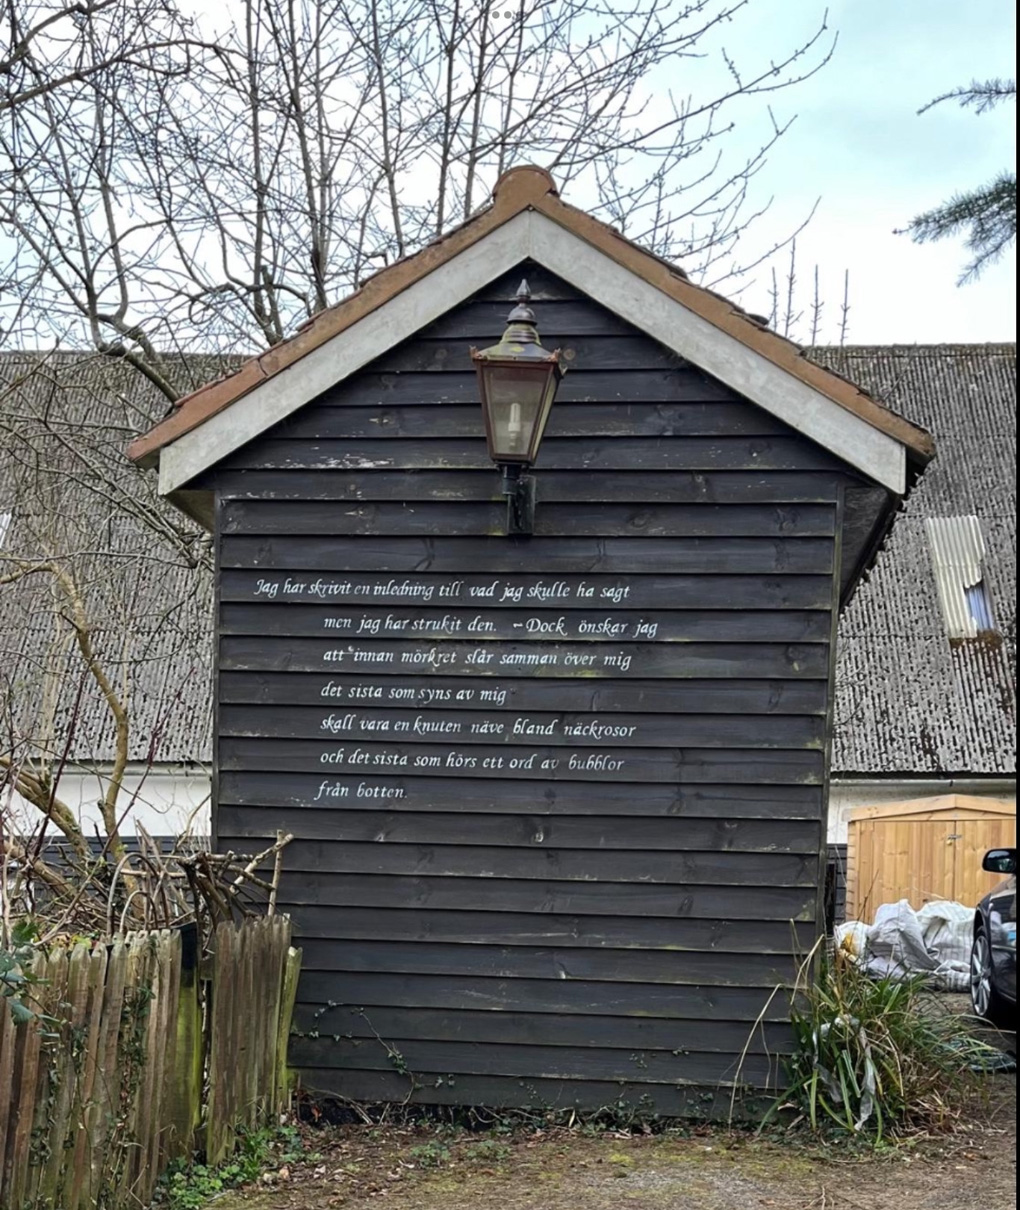 Jag har skrivit en inledning till vad jag skulle ha sagt
men jag har strukit den. - Dock önskar jag
att innan mörkret slår samman över mig
det sista som syns av mig
skall vara en knuten näve bland näckrosor
och det sista som hörs ett ord av bubblor
från botten.